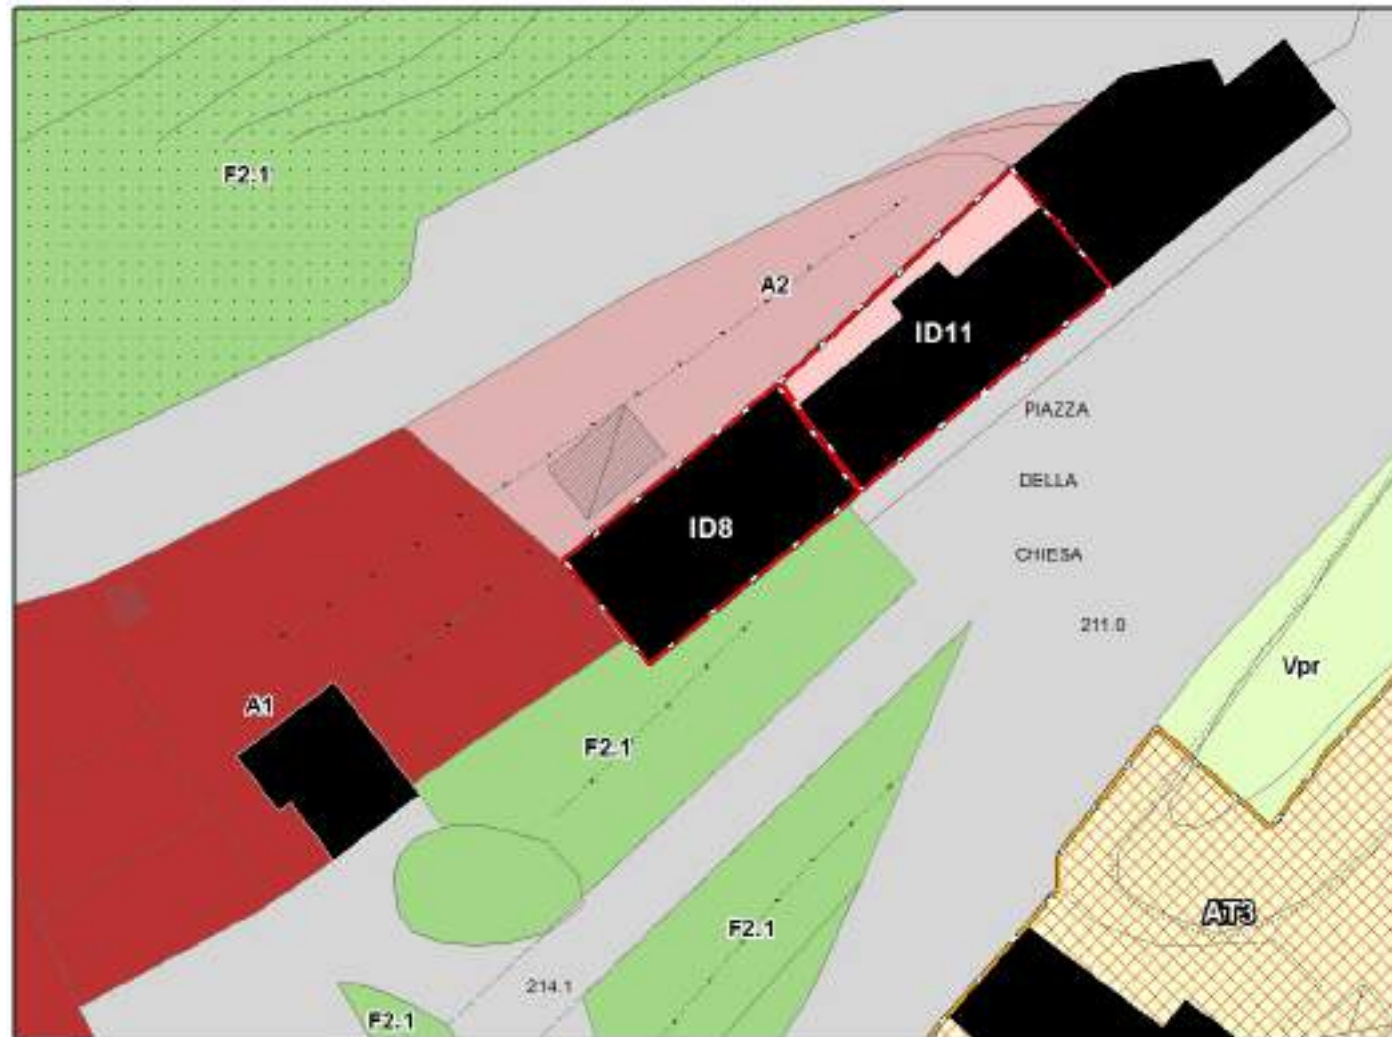 F2.1
A2
ID11
PIAZZA
DELLA
ID8
CHIESA
211.0
Vpr
A1
F2.1
AT3
F2.1
214.1
F2.1